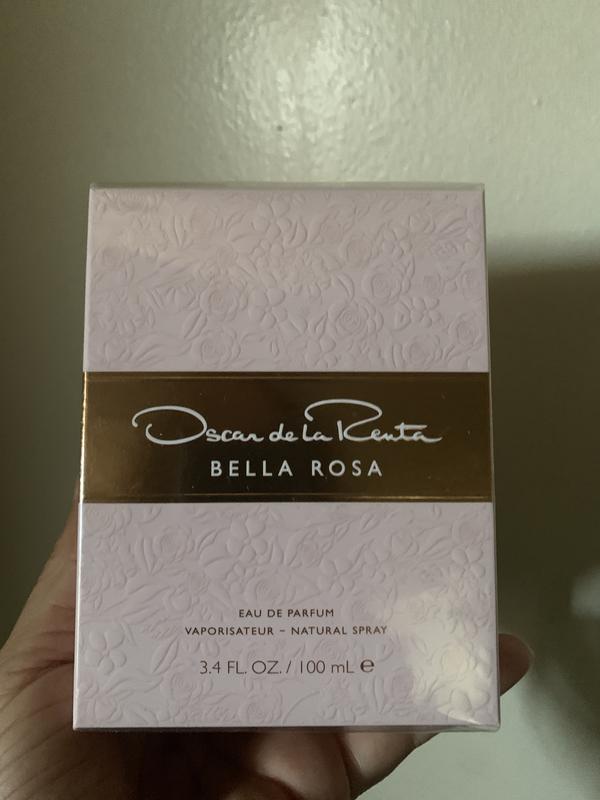 Oscar de la Renta
BELLA ROSA
EAU DE PARFUM
VAPORISATEUR – NATURAL SPRAY
3.4 FL. OZ. / 100 mL ℮